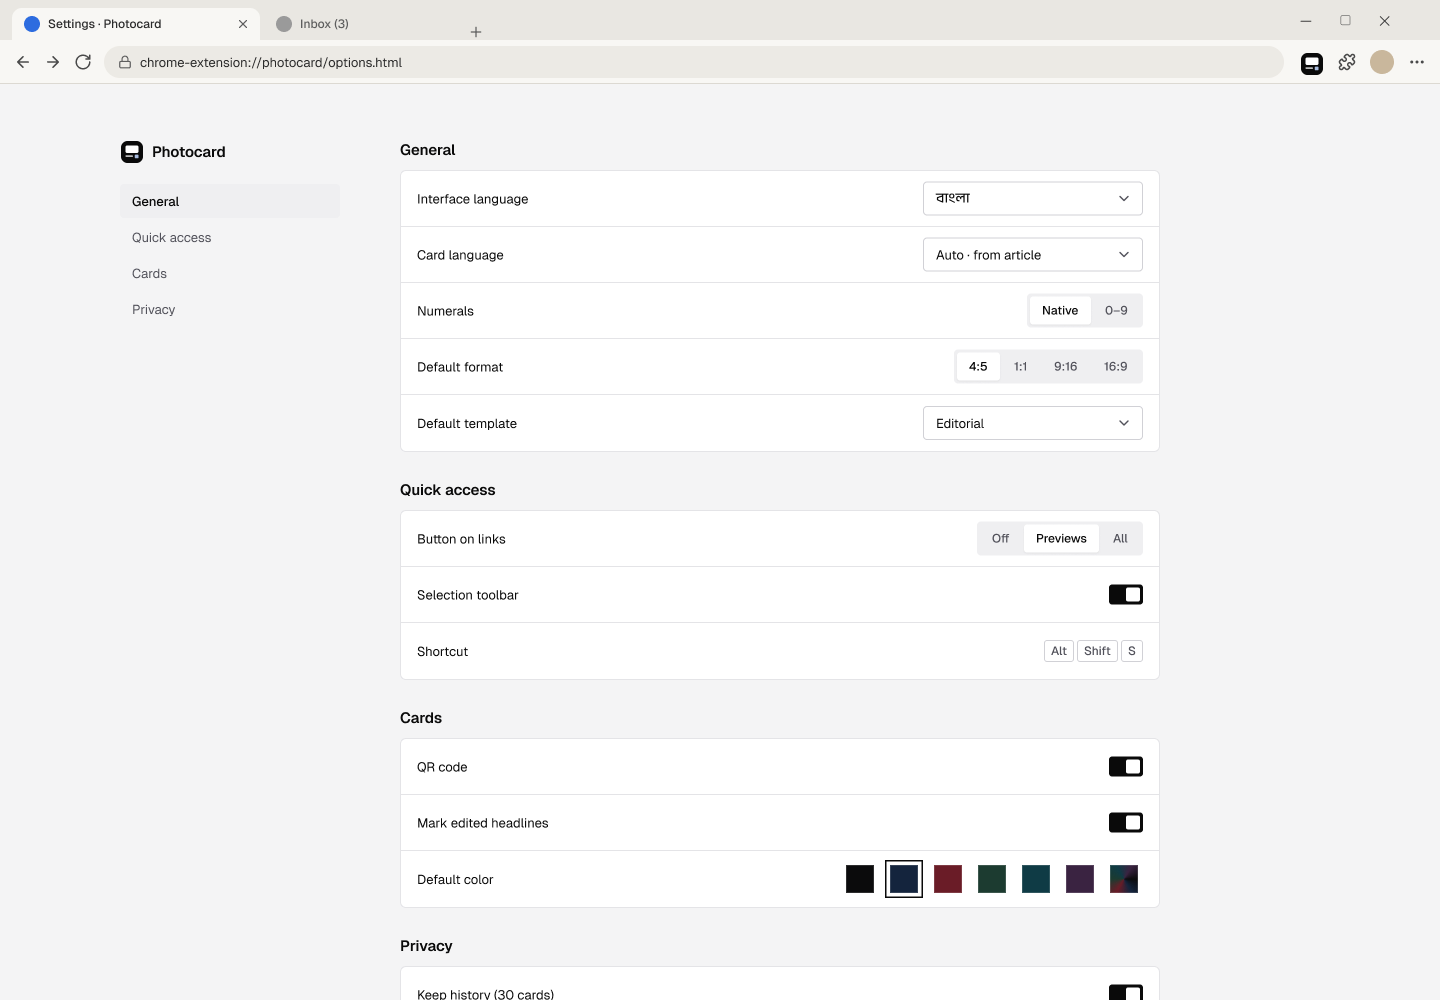 Settings · Photocard
Inbox (3)
chrome-extension://photocard/options.html
Photocard
General
Quick access
Cards
Privacy
General
Interface language
বাংলা
Card language
Auto · from article
Numerals
Native
0–9
Default format
4:5
1:1
9:16
16:9
Default template
Editorial
Quick access
Button on links
Off
Previews
All
Selection toolbar
Shortcut
Alt
Shift
S
Cards
QR code
Mark edited headlines
Default color
Privacy
Keep history (30 cards)